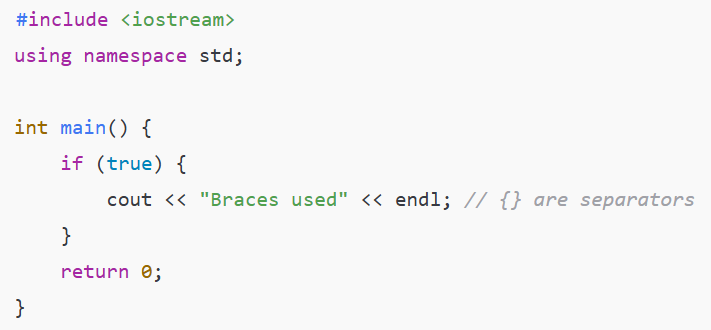 #include <iostream>
using namespace std;
int main() {
if (true) {
cout << "Braces used" << endl; // {} are separators
}
return 0;
}